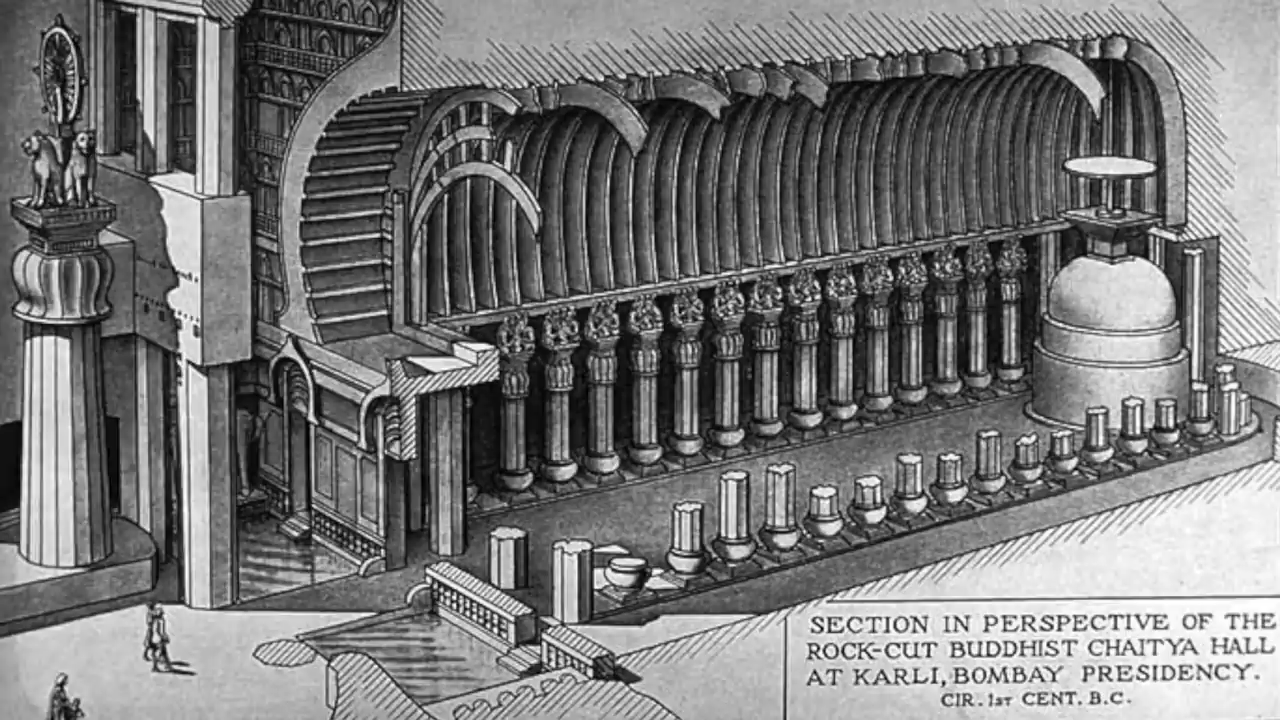 SECTION IN PERSPECTIVE OF THE
ROCK-CUT BUDDHIST CHAITYA HALL
AT KARLI, BOMBAY PRESIDENCY.
CIR. 1ST CENT. B.C.